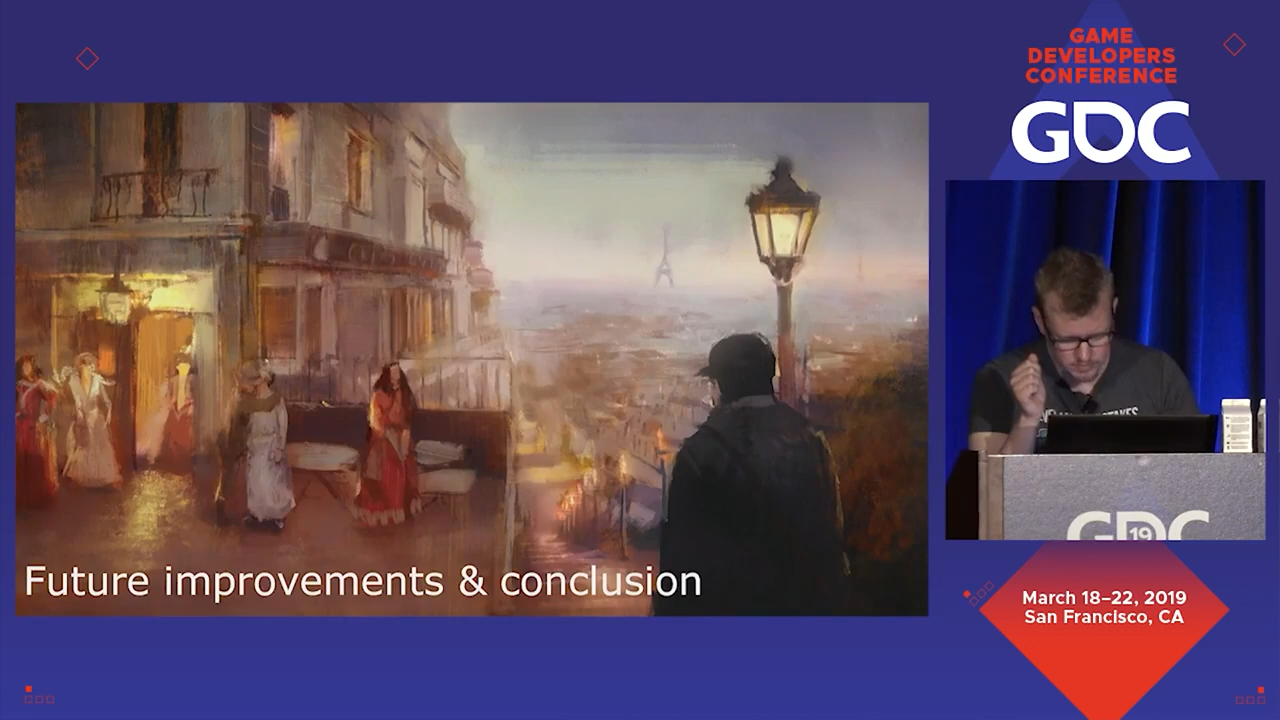 GAME
DEVELOPERS
CONFERENCE
GDC
Future improvements & conclusion
GDC
19
March 18–22, 2019
San Francisco, CA